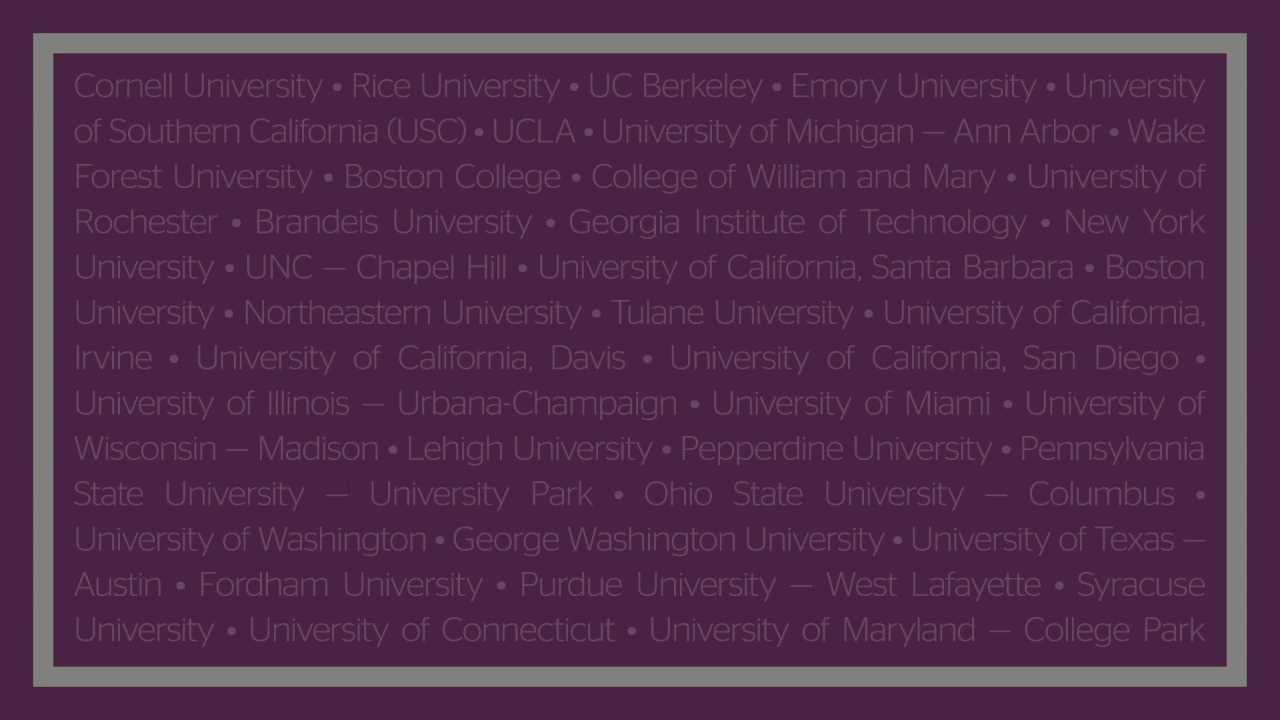 Cornell University • Rice University • UC Berkeley • Emory University • University
of Southern California (USC) • UCLA • University of Michigan — Ann Arbor • Wake
Forest University • Boston College • College of William and Mary • University of
Rochester • Brandeis University • Georgia Institute of Technology • New York
University • UNC — Chapel Hill • University of California, Santa Barbara • Boston
University • Northeastern University • Tulane University • University of California,
Irvine • University of California, Davis • University of California, San Diego •
University of Illinois — Urbana-Champaign • University of Miami • University of
Wisconsin — Madison • Lehigh University • Pepperdine University • Pennsylvania
State University — University Park • Ohio State University — Columbus •
University of Washington • George Washington University • University of Texas —
Austin • Fordham University • Purdue University — West Lafayette • Syracuse
University • University of Connecticut • University of Maryland — College Park